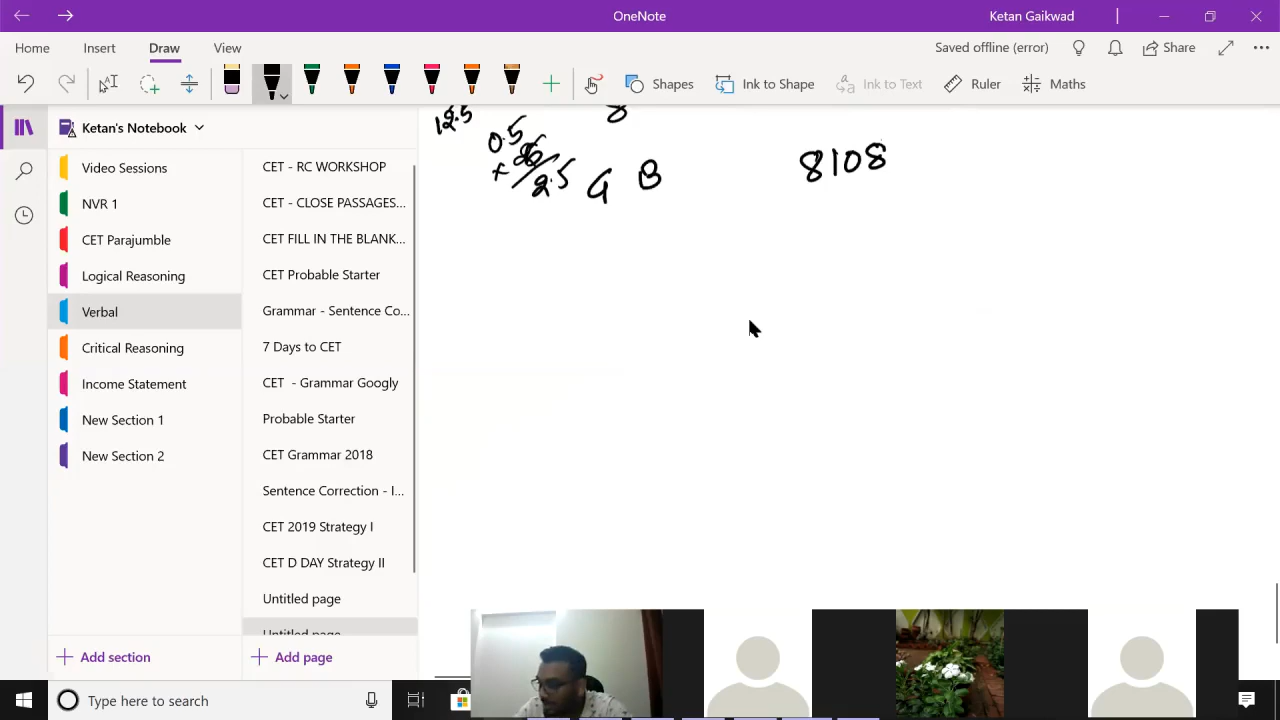 OneNote
Ketan Gaikwad
Home Insert Draw View
Saved offline (error)
Share
Shapes
Ink to Shape
Ink to Text
Ruler
Maths
Ketan's Notebook
Video Sessions
NVR 1
CET Parajumble
Logical Reasoning
Verbal
Critical Reasoning
Income Statement
New Section 1
New Section 2
Add section
CET - RC WORKSHOP
CET - CLOSE PASSAGES...
CET FILL IN THE BLANK...
CET Probable Starter
Grammar - Sentence Co...
7 Days to CET
CET - Grammar Googly
Probable Starter
CET Grammar 2018
Sentence Correction - I...
CET 2019 Strategy I
CET D DAY Strategy II
Untitled page
Untitled page
Add page
12.5
8
0.5
2.5 G B
8108
Type here to search